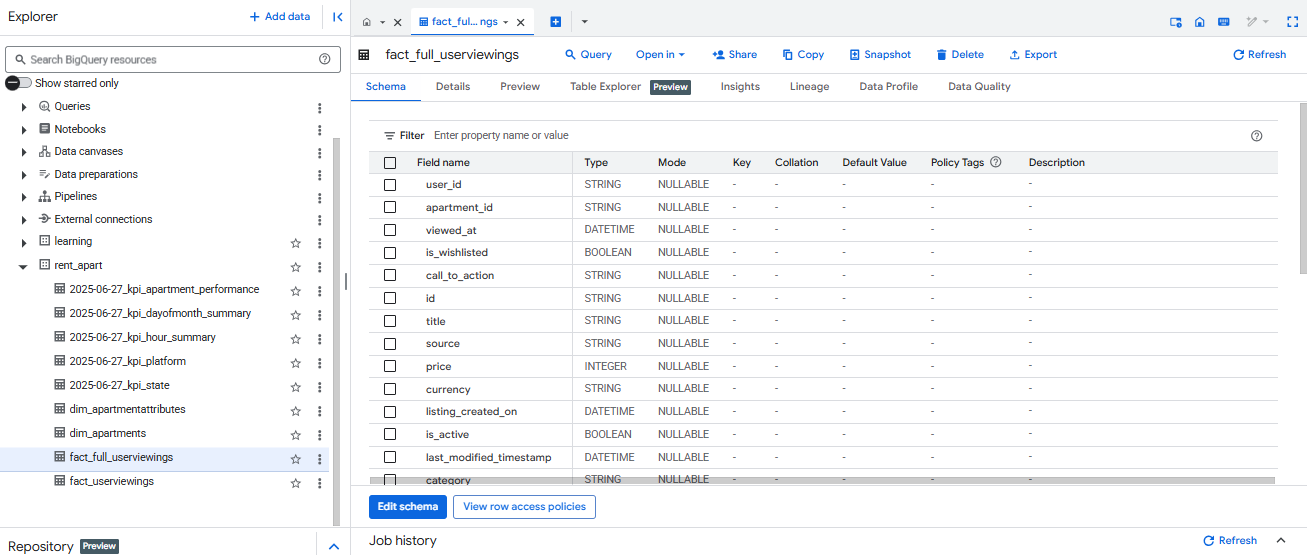 Explorer
+ Add data
Search BigQuery resources
Show starred only
Queries
Notebooks
Data canvases
Data preparations
Pipelines
External connections
learning
rent_apart
2025-06-27_kpi_apartment_performance
2025-06-27_kpi_dayofmonth_summary
2025-06-27_kpi_hour_summary
2025-06-27_kpi_platform
2025-06-27_kpi_state
dim_apartmentattributes
dim_apartments
fact_full_userviewings
fact_userviewings
Repository Preview
fact_ful... ngs
fact_full_userviewings
Query Open in Share Copy Snapshot Delete Export Refresh
Schema Details Preview Table Explorer Preview Insights Lineage Data Profile Data Quality
Filter Enter property name or value
Field name Type Mode Key Collation Default Value Policy Tags Description
user_id STRING NULLABLE - - - - -
apartment_id STRING NULLABLE - - - - -
viewed_at DATETIME NULLABLE - - - - -
is_wishlisted BOOLEAN NULLABLE - - - - -
call_to_action STRING NULLABLE - - - - -
id STRING NULLABLE - - - - -
title STRING NULLABLE - - - - -
source STRING NULLABLE - - - - -
price INTEGER NULLABLE - - - - -
currency STRING NULLABLE - - - - -
listing_created_on DATETIME NULLABLE - - - - -
is_active BOOLEAN NULLABLE - - - - -
last_modified_timestamp DATETIME NULLABLE - - - - -
category STRING NULLABLE - - - - -
Edit schema View row access policies
Job history Refresh